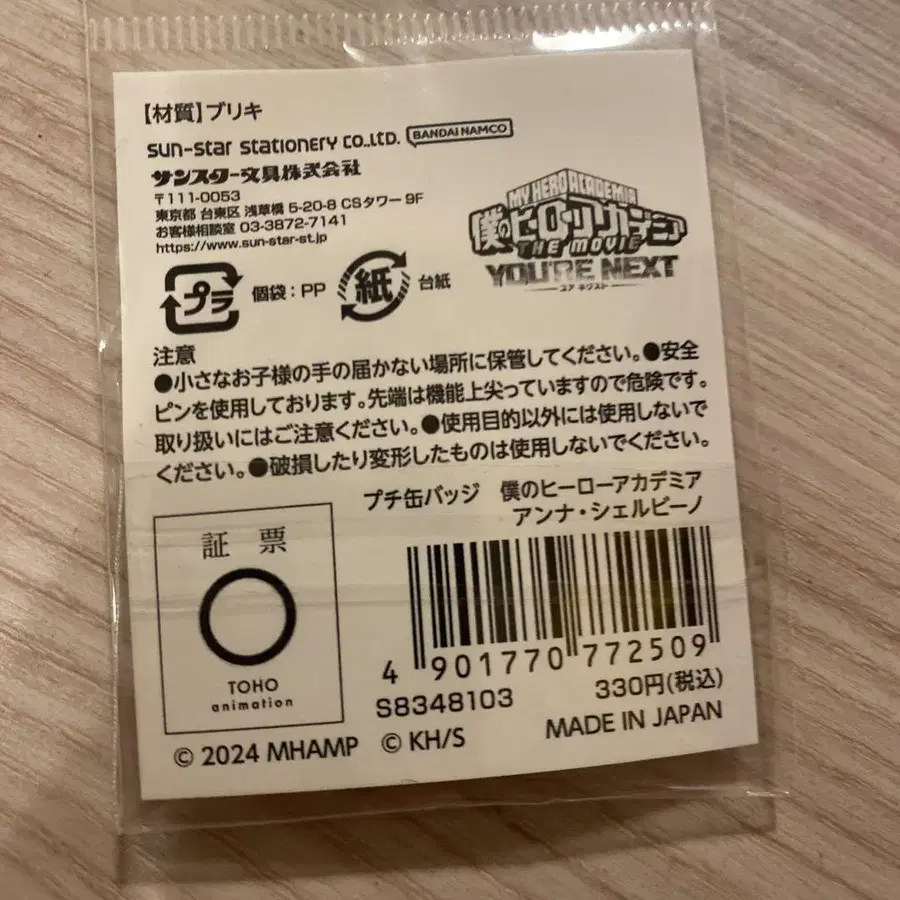 【材質】ブリキ
sun-star stationery co.,ltd. BANDAI NAMCO
サンスター文具株式会社
〒111-0053
東京都 台東区 浅草橋 5-20-8 CSタワー 9F
お客様相談室 03-3872-7141
https://www.sun-star-st.jp
MY HERO ACADEMIA
僕のヒーローアカデミア
THE MOVIE
YOU'RE NEXT
ユア ネクスト
プラ 個袋：PP 紙 台紙
注意
●小さなお子様の手の届かない場所に保管してください。●安全
ピンを使用しております。先端は機能上尖っていますので危険です。
取り扱いにはご注意ください。●使用目的以外には使用しないで
ください。●破損したり変形したものは使用しないでください。
プチ缶バッジ 僕のヒーローアカデミア
アンナ・シェルビーノ
証 票
TOHO
animation
4 901770 772509
S8348103 330円(税込)
© 2024 MHAMP © KH/S MADE IN JAPAN